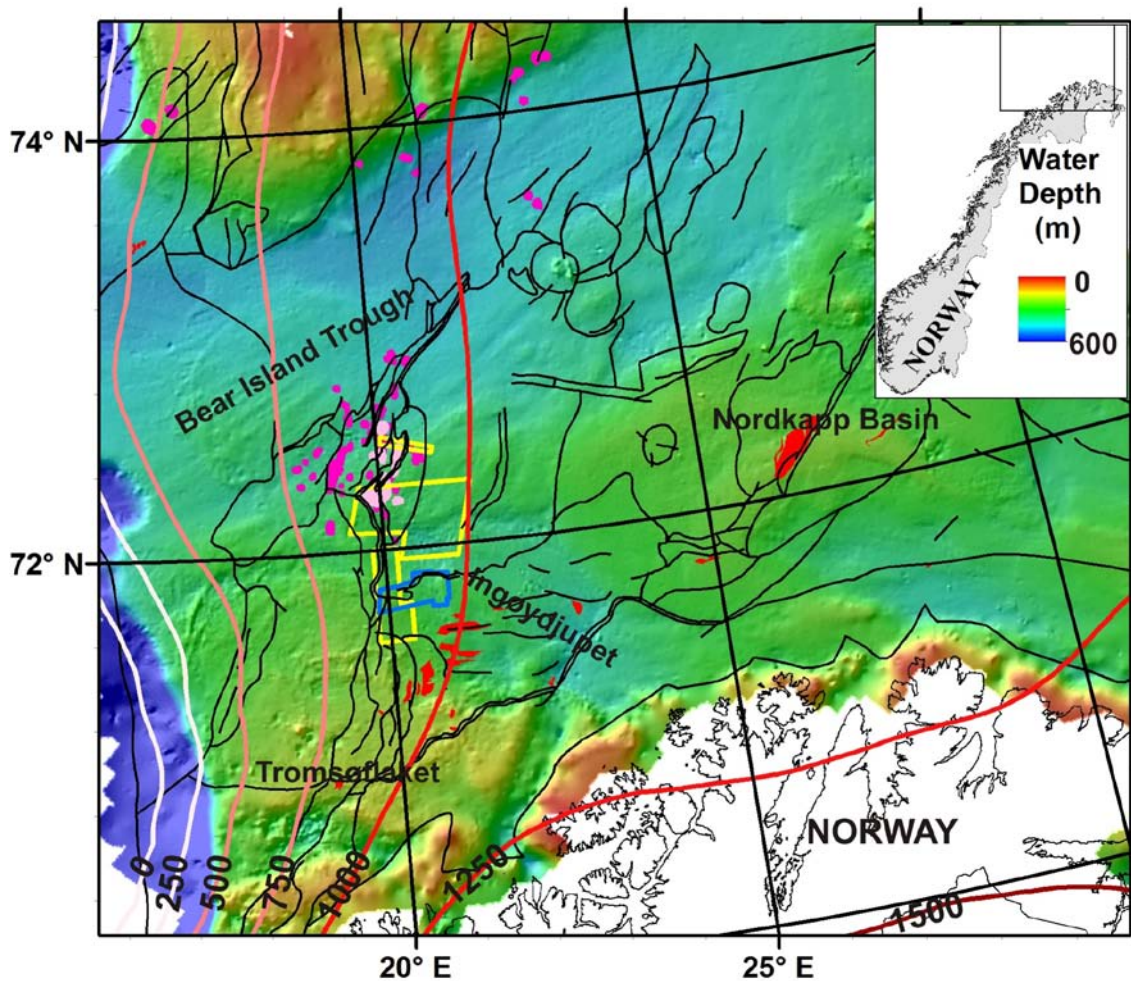 74° N
Water
Depth
(m)
0
600
NORWAY
Bear Island Trough
Nordkapp Basin
72° N
Ingøydjupet
Tromsøflaket
NORWAY
0
250
500
750
1000
1250
1500
20° E
25° E